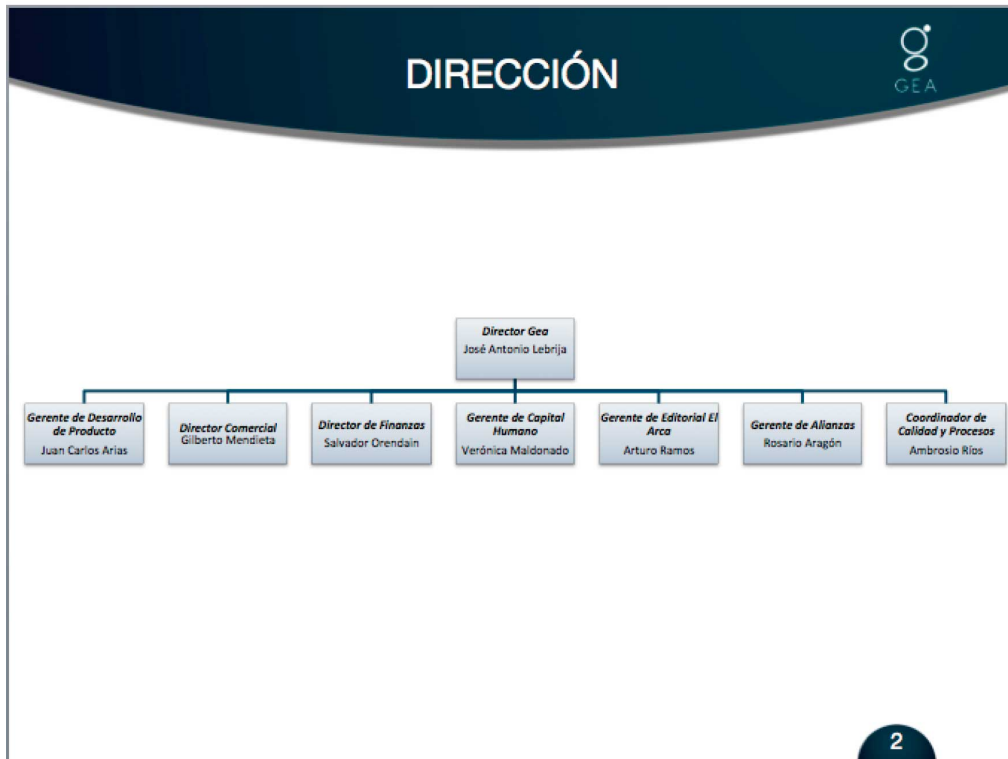 DIRECCIÓN
g
GEA
Director Gea
José Antonio Lebrija
Gerente de Desarrollo
de Producto
Juan Carlos Arias
Director Comercial
Gilberto Mendieta
Director de Finanzas
Salvador Orendain
Gerente de Capital
Humano
Verónica Maldonado
Gerente de Editorial El
Arca
Arturo Ramos
Gerente de Alianzas
Rosario Aragón
Coordinador de
Calidad y Procesos
Ambrosio Ríos
2